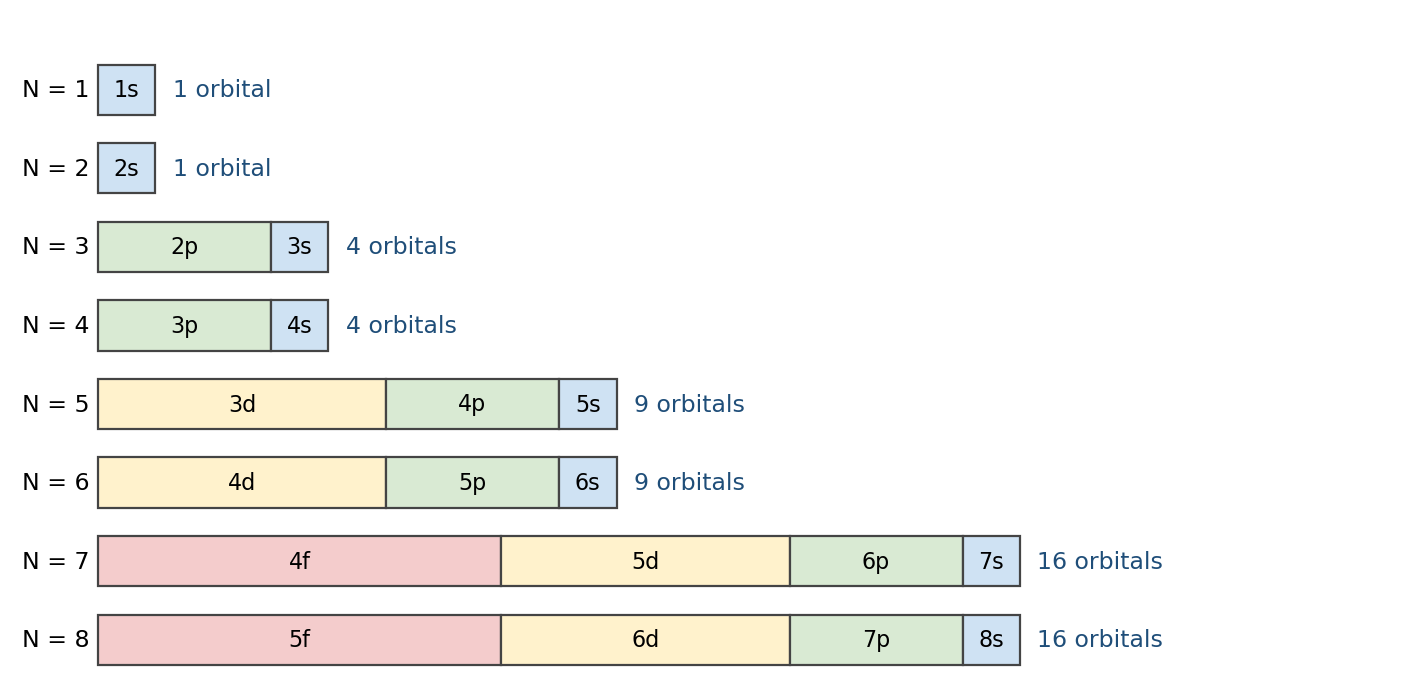 N = 1 1s 1 orbital
N = 2 2s 1 orbital
N = 3 2p 3s 4 orbitals
N = 4 3p 4s 4 orbitals
N = 5 3d 4p 5s 9 orbitals
N = 6 4d 5p 6s 9 orbitals
N = 7 4f 5d 6p 7s 16 orbitals
N = 8 5f 6d 7p 8s 16 orbitals